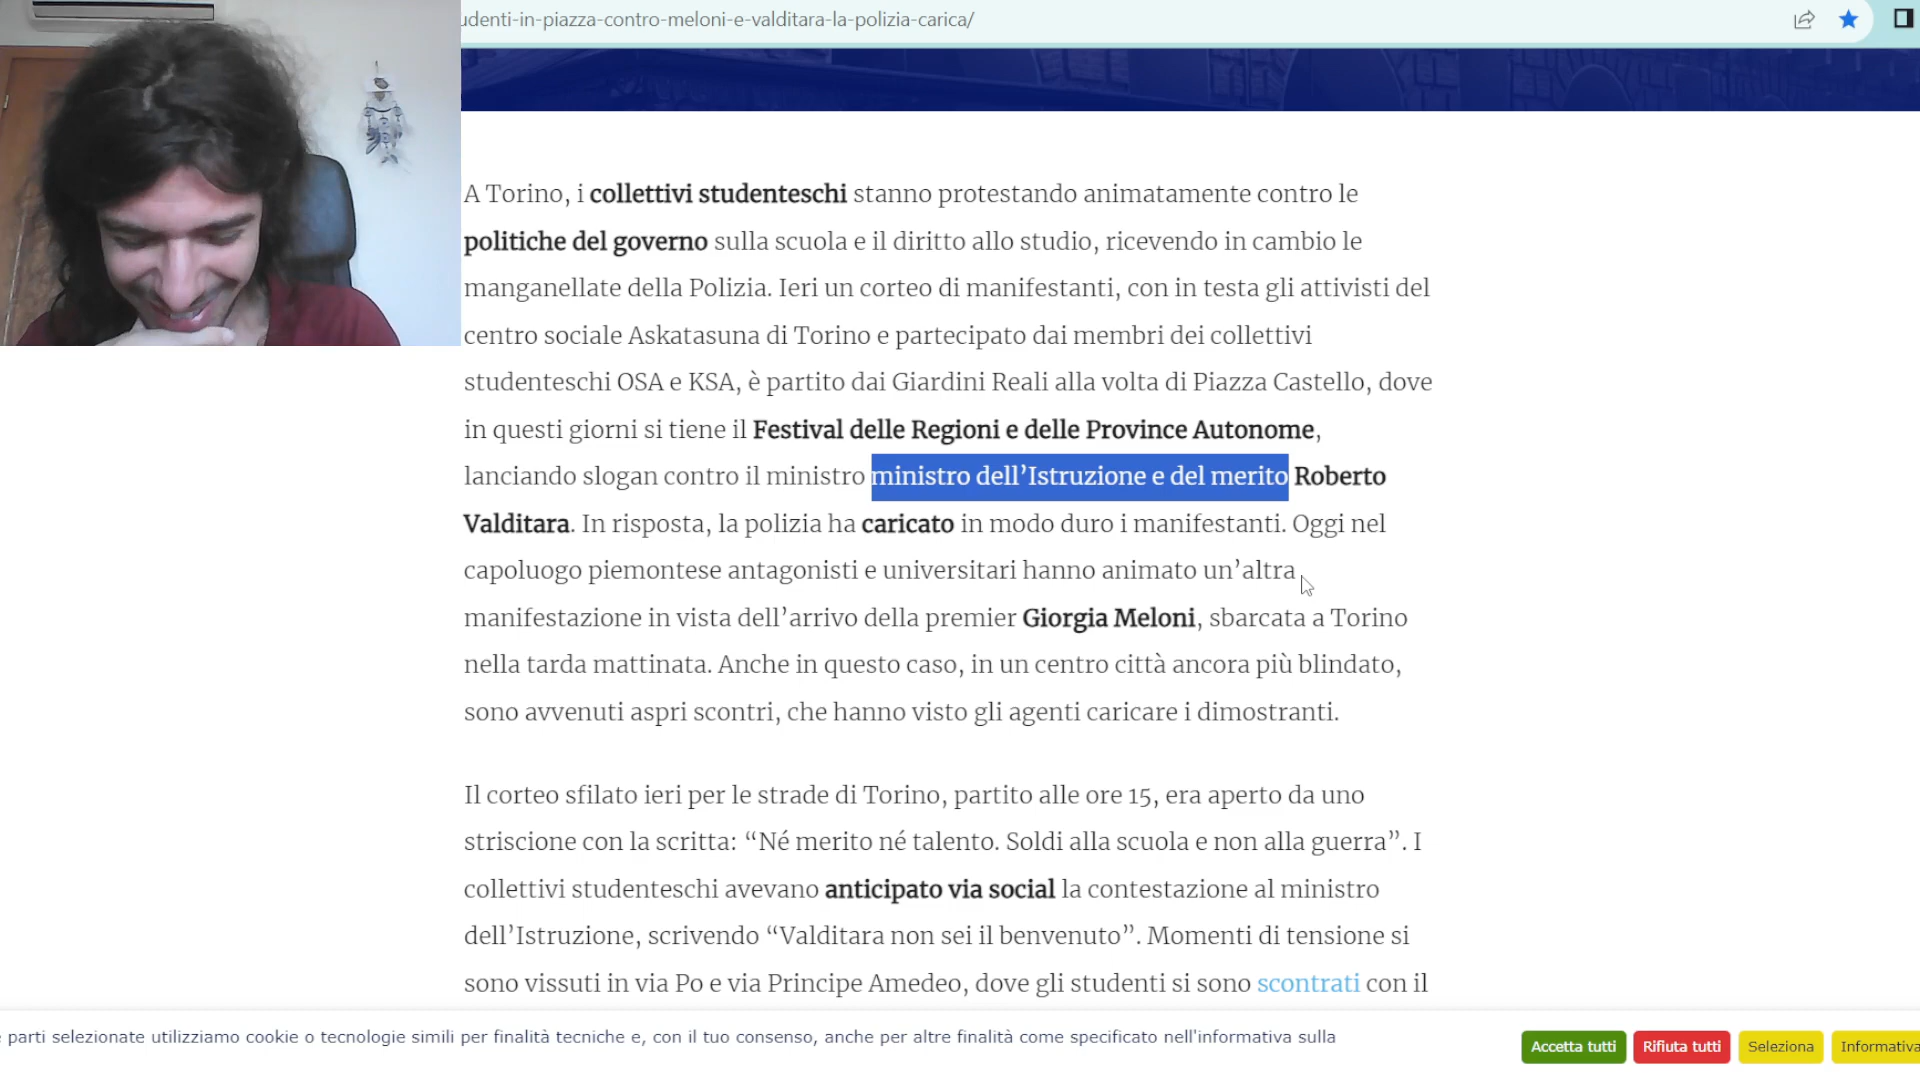 udenti-in-piazza-contro-meloni-e-valditara-la-polizia-carica/
A Torino, i collettivi studenteschi stanno protestando animatamente contro le
politiche del governo sulla scuola e il diritto allo studio, ricevendo in cambio le
manganellate della Polizia. Ieri un corteo di manifestanti, con in testa gli attivisti del
centro sociale Askatasuna di Torino e partecipato dai membri dei collettivi
studenteschi OSA e KSA, è partito dai Giardini Reali alla volta di Piazza Castello, dove
in questi giorni si tiene il Festival delle Regioni e delle Province Autonome,
lanciando slogan contro il ministro ministro dell’Istruzione e del merito Roberto
Valditara. In risposta, la polizia ha caricato in modo duro i manifestanti. Oggi nel
capoluogo piemontese antagonisti e universitari hanno animato un’altra
manifestazione in vista dell’arrivo della premier Giorgia Meloni, sbarcata a Torino
nella tarda mattinata. Anche in questo caso, in un centro città ancora più blindato,
sono avvenuti aspri scontri, che hanno visto gli agenti caricare i dimostranti.
Il corteo sfilato ieri per le strade di Torino, partito alle ore 15, era aperto da uno
striscione con la scritta: “Né merito né talento. Soldi alla scuola e non alla guerra”. I
collettivi studenteschi avevano anticipato via social la contestazione al ministro
dell’Istruzione, scrivendo “Valditara non sei il benvenuto”. Momenti di tensione si
sono vissuti in via Po e via Principe Amedeo, dove gli studenti si sono scontrati con il
parti selezionate utilizziamo cookie o tecnologie simili per finalità tecniche e, con il tuo consenso, anche per altre finalità come specificato nell'informativa sulla
Accetta tutti
Rifiuta tutti
Seleziona
Informativa